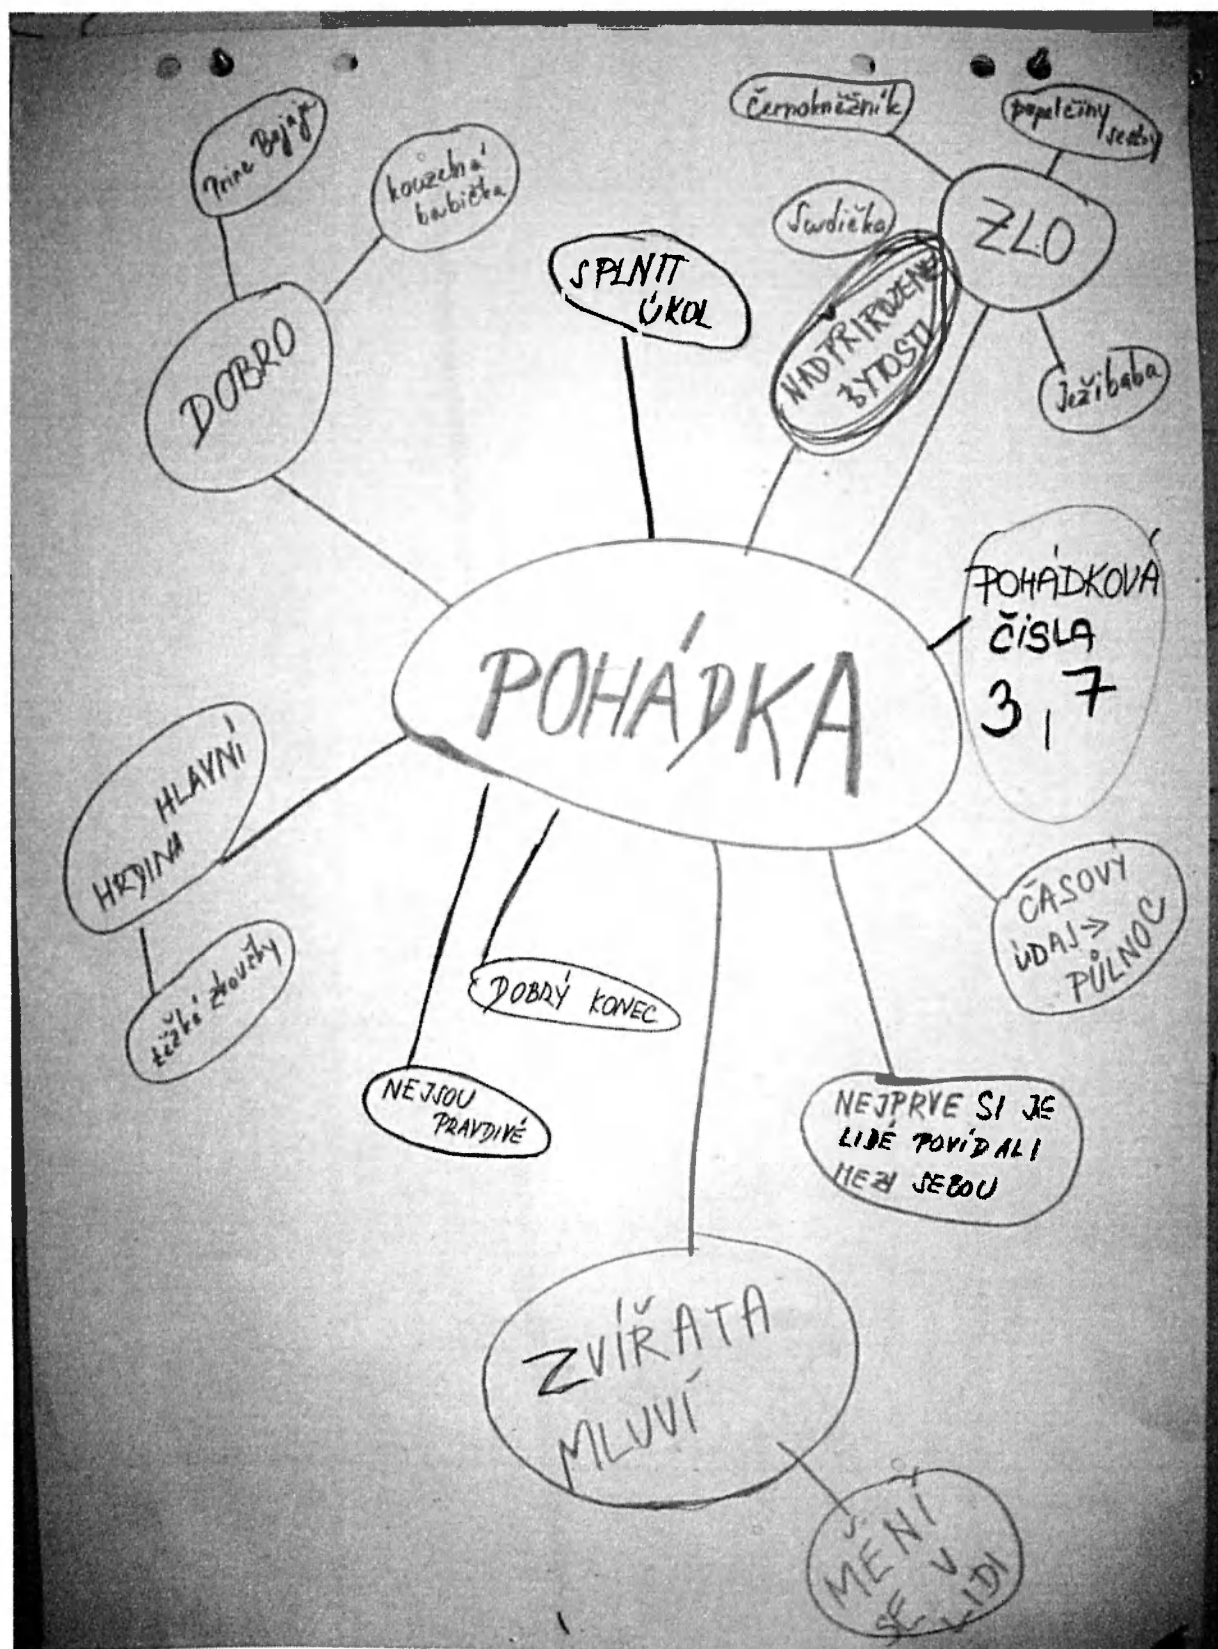 Princ Bajaja
kouzelná
babička
DOBRO
SPLNIT
ÚKOL
Černokněžník
popelčiny
sestry
Sudička
ZLO
NADPŘIROZENÉ
BYTOSTI
Ježibaba
POHÁDKA
POHÁDKOVÁ
ČÍSLA
3, 7
HLAVNÍ
HRDINA
těžké zkoušky
DOBRÝ KONEC
NEJSOU
PRAVDIVÉ
ČASOVÝ
ÚDAJ→
PŮLNOC
NEJPRVE SI JE
LIDÉ POVÍDALI
MEZI SEBOU
ZVÍŘATA
MLUVÍ
MĚNÍ
SE V
LIDI